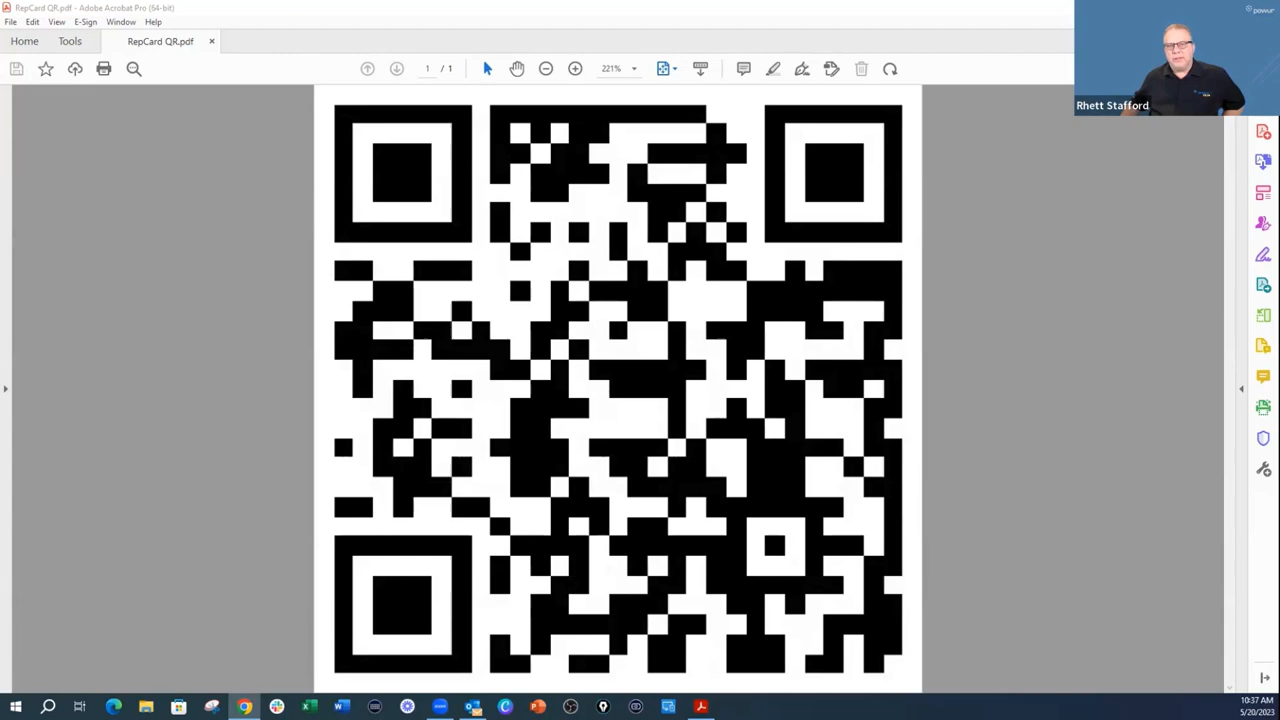 RepCard QR.pdf - Adobe Acrobat Pro (64-bit)
File Edit View E-Sign Window Help
Home Tools RepCard QR.pdf ×
1 / 1 221%
powur
Rhett Stafford
10:37 AM
5/20/2023